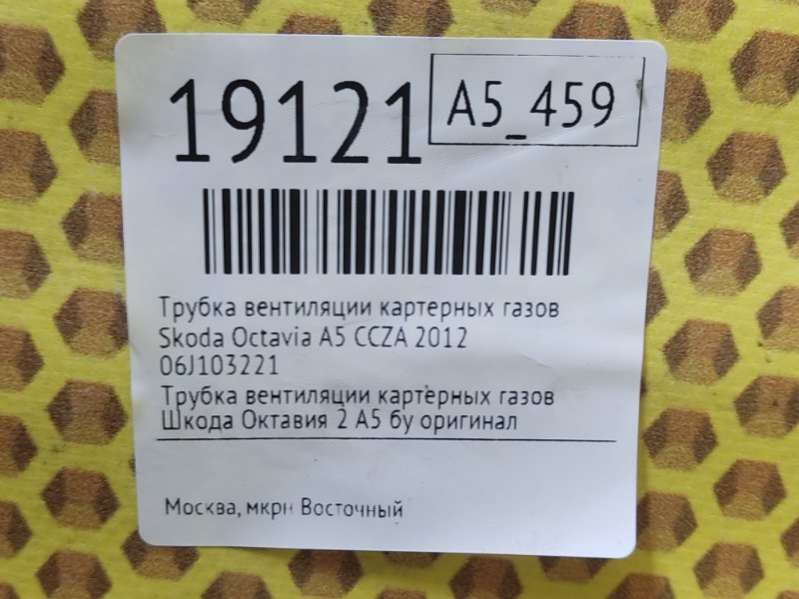 19121
A5_459
Трубка вентиляции картерных газов
Skoda Octavia A5 CCZA 2012
06J103221
Трубка вентиляции картерных газов
Шкода Октавия 2 А5 бу оригинал
Москва, мкрн Восточный